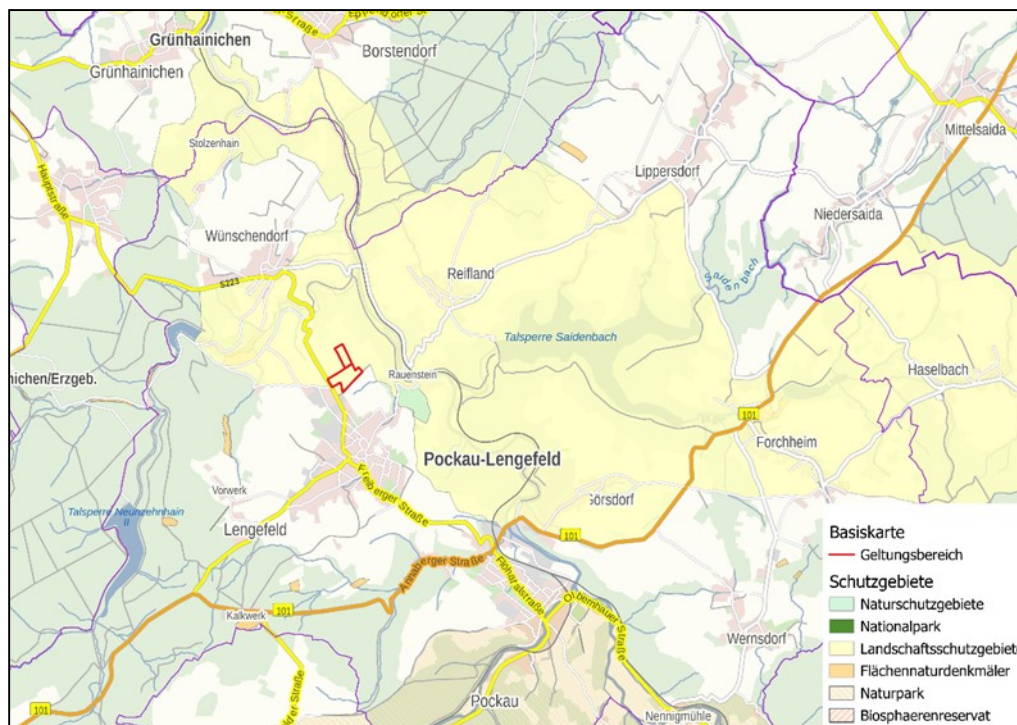 Grünhainichen
Grünhainichen
Borstendorf
Stolzenhain
Hauptstraße
Wünschendorf
S223
Reifland
Lippersdorf
Mittelsaida
Niedersaida
Saidenbach
Talsperre Saidenbach
Rauenstein
nichen/Erzgeb.
Haselbach
101
Forchheim
Pockau-Lengefeld
Freiberger Straße
Vorwerk
Görsdorf
Talsperre Neunzehnhain
II
Lengefeld
101
Annaberger Straße
Flöhatalstraße
Olbernhauer Straße
Kalkwerk
101
Wernsdorf
101
Pockau
Nennigmühle
Basiskarte
Geltungsbereich
Schutzgebiete
Naturschutzgebiete
Nationalpark
Landschaftsschutzgebiete
Flächennaturdenkmäler
Naturpark
Biosphaerenreservat